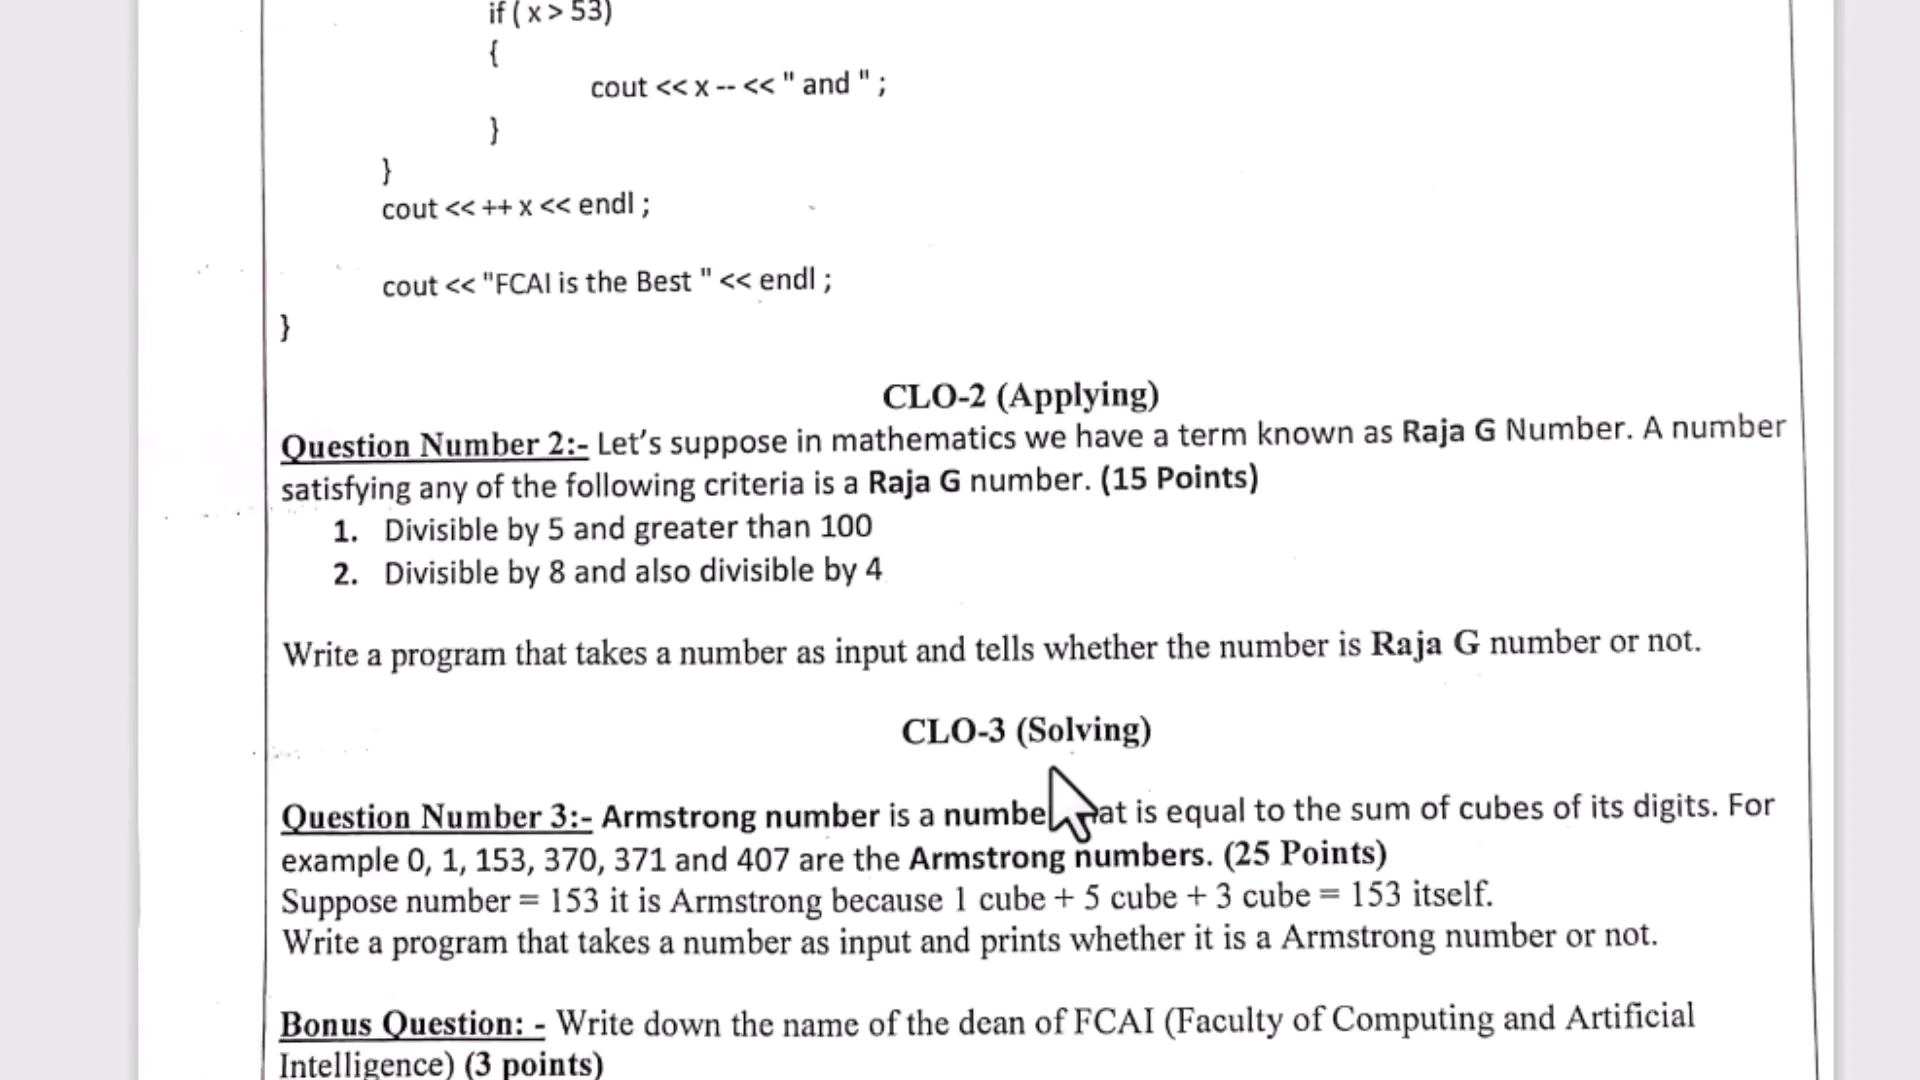 if ( x > 53)
{
cout << x -- << " and " ;
}
}
cout << ++ x << endl ;
cout << "FCAI is the Best " << endl ;
}
CLO-2 (Applying)
Question Number 2:- Let’s suppose in mathematics we have a term known as Raja G Number. A number
satisfying any of the following criteria is a Raja G number. (15 Points)
1. Divisible by 5 and greater than 100
2. Divisible by 8 and also divisible by 4
Write a program that takes a number as input and tells whether the number is Raja G number or not.
CLO-3 (Solving)
Question Number 3:- Armstrong number is a numbe at is equal to the sum of cubes of its digits. For
example 0, 1, 153, 370, 371 and 407 are the Armstrong numbers. (25 Points)
Suppose number = 153 it is Armstrong because 1 cube + 5 cube + 3 cube = 153 itself.
Write a program that takes a number as input and prints whether it is a Armstrong number or not.
Bonus Question: - Write down the name of the dean of FCAI (Faculty of Computing and Artificial
Intelligence) (3 points)